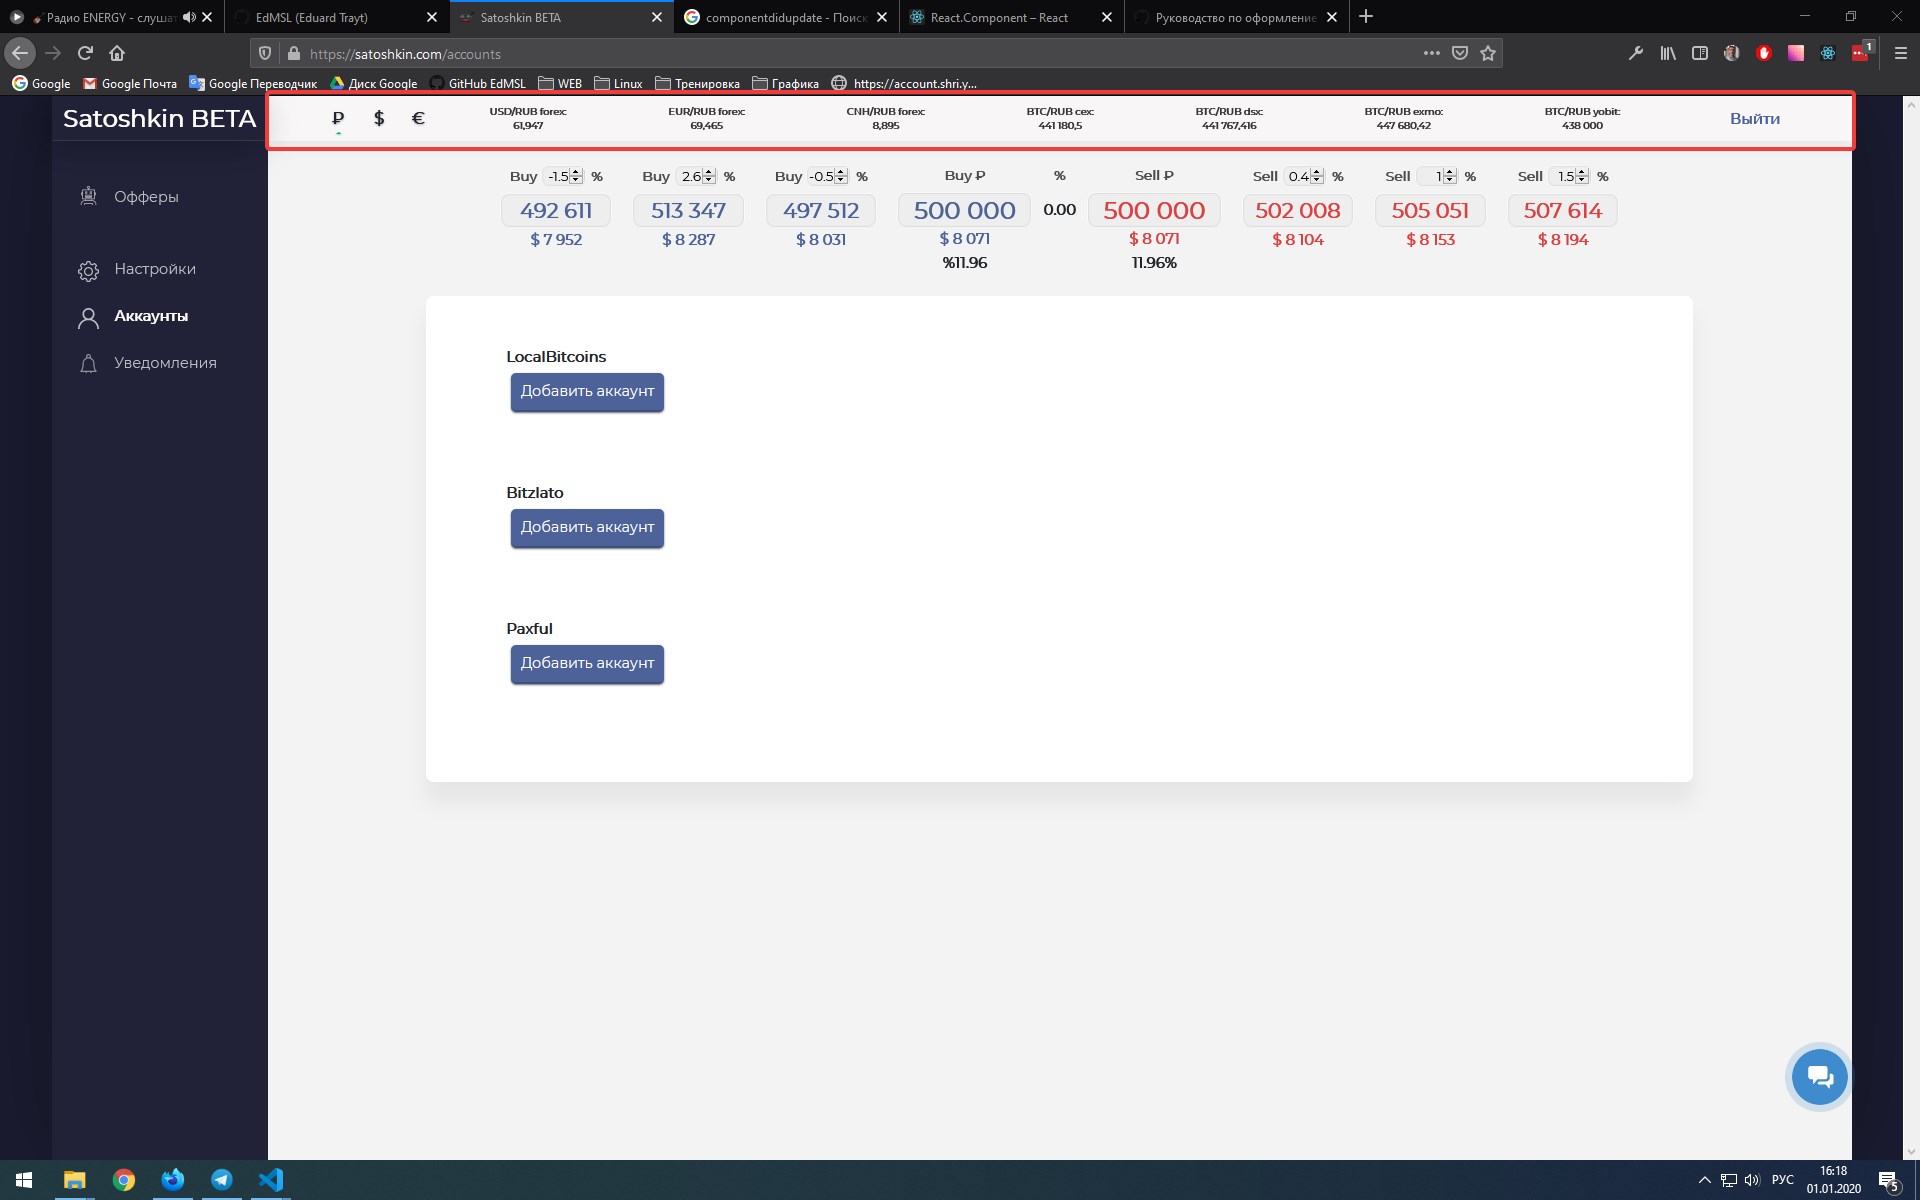 Радио ENERGY - слушат
EdMSL (Eduard Trayt)
Satoshkin BETA
componentdidupdate - Поиск
React.Component – React
Руководство по оформление
https://satoshkin.com/accounts
1
Google
Google Почта
Google Переводчик
Диск Google
GitHub EdMSL
WEB
Linux
Тренировка
Графика
https://account.shri.y...
Satoshkin BETA
₽ $ €
USD/RUB forex:
61,947
EUR/RUB forex:
69,465
CNH/RUB forex:
8,895
BTC/RUB cex:
441 180,5
BTC/RUB dsx:
441 767,416
BTC/RUB exmo:
447 680,42
BTC/RUB yobit:
438 000
Выйти
Офферы
Настройки
Аккаунты
Уведомления
Buy -1.5 %
492 611
$ 7 952
Buy 2.6 %
513 347
$ 8 287
Buy -0.5 %
497 512
$ 8 031
Buy ₽
500 000
$ 8 071
%11.96
%
0.00
Sell ₽
500 000
$ 8 071
11.96%
Sell 0.4 %
502 008
$ 8 104
Sell 1 %
505 051
$ 8 153
Sell 1.5 %
507 614
$ 8 194
LocalBitcoins
Добавить аккаунт
Bitzlato
Добавить аккаунт
Paxful
Добавить аккаунт
РУС
16:18
01.01.2020
5